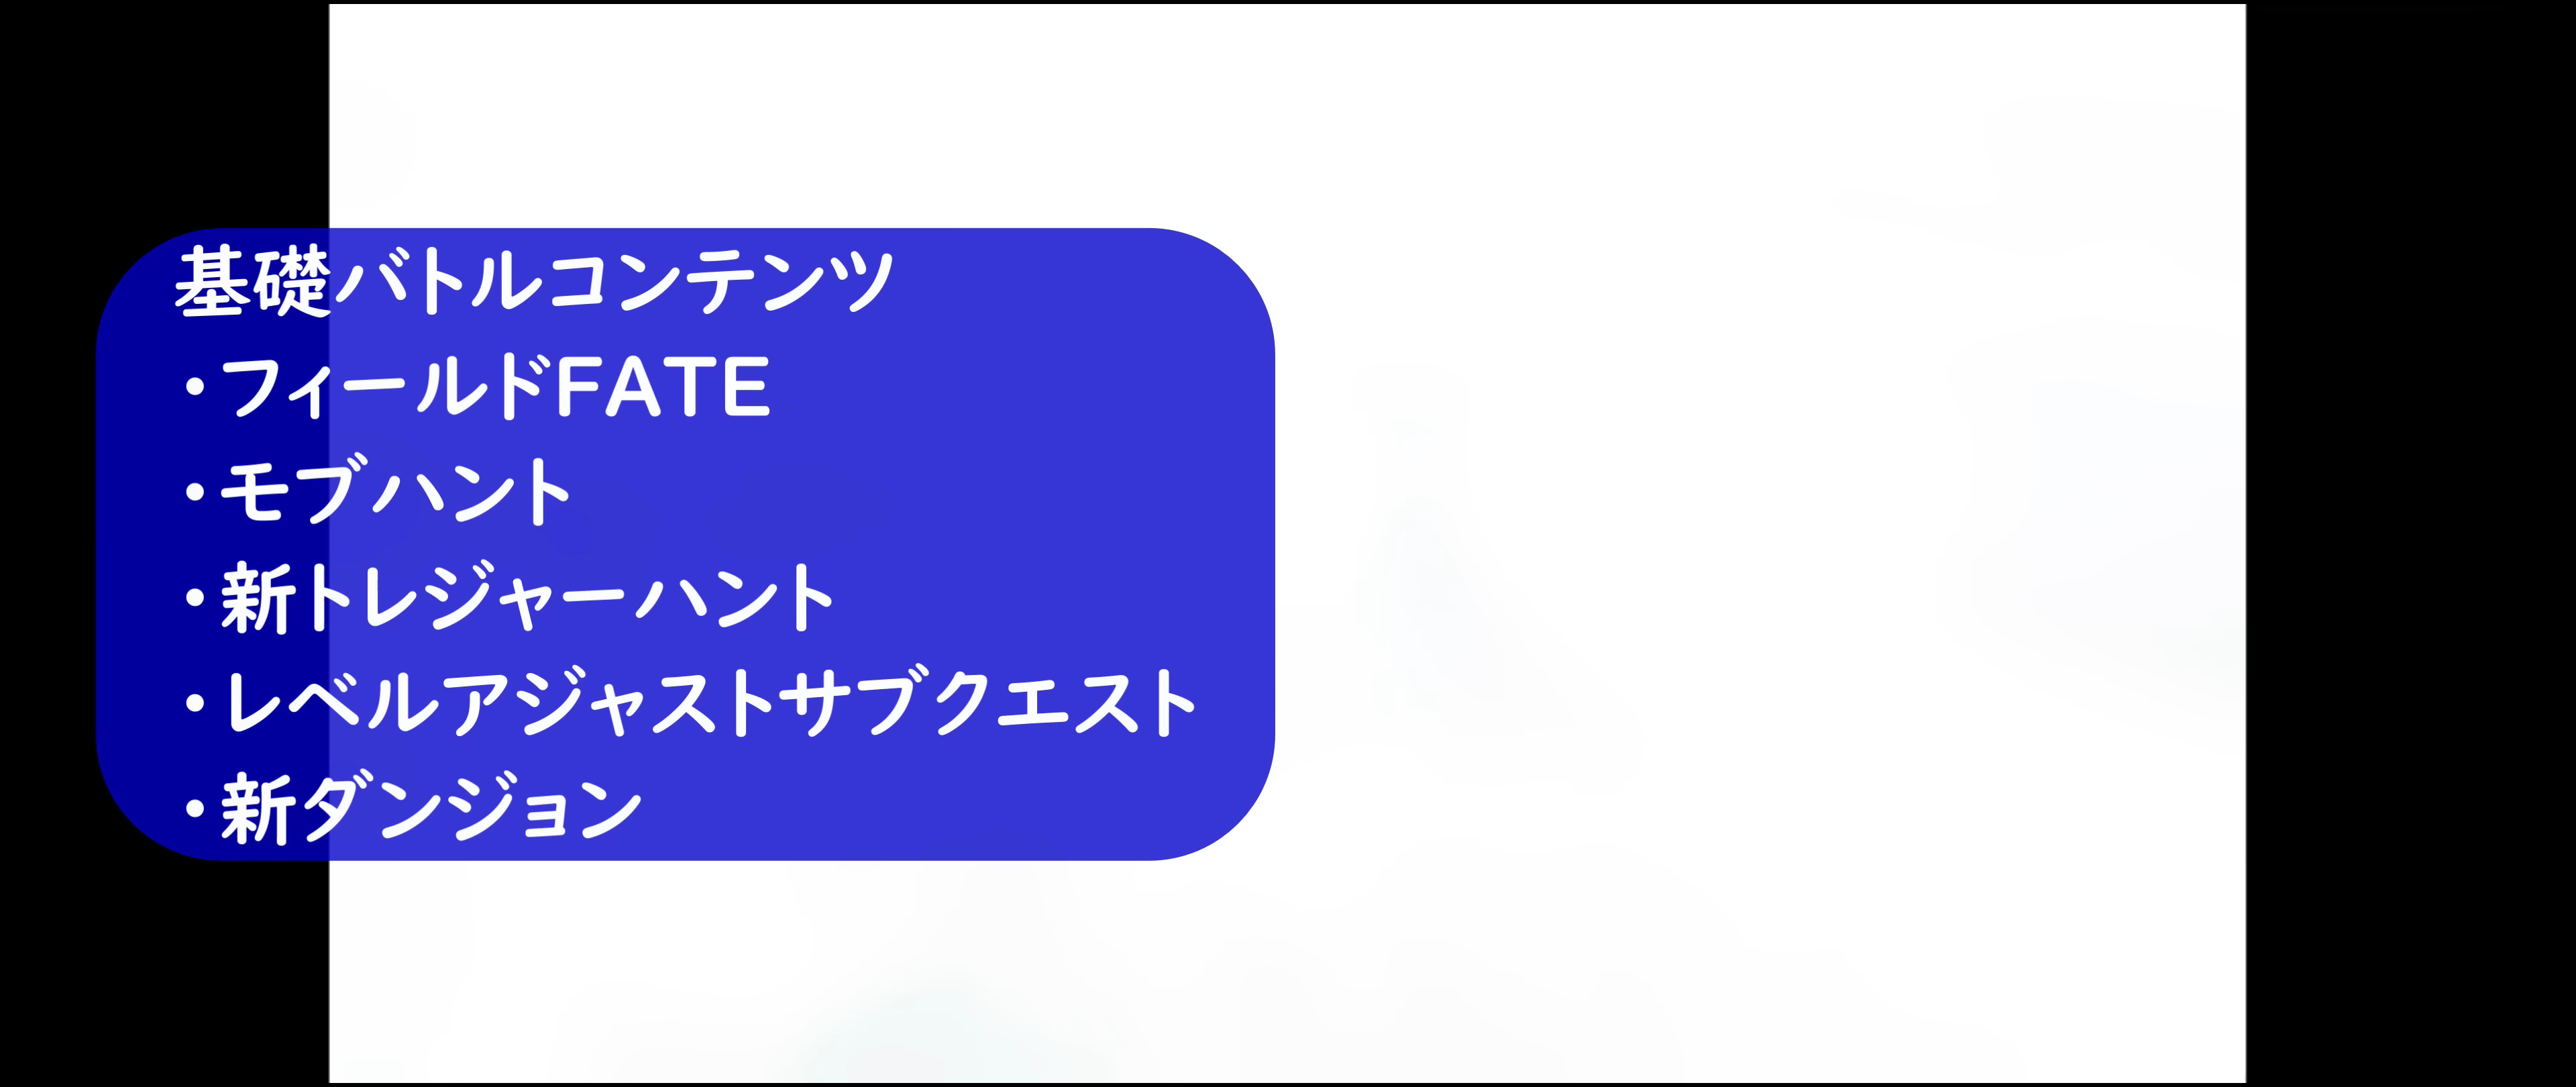 基礎バトルコンテンツ
・フィールドFATE
・モブハント
・新トレジャーハント
・レベルアジャストサブクエスト
・新ダンジョン